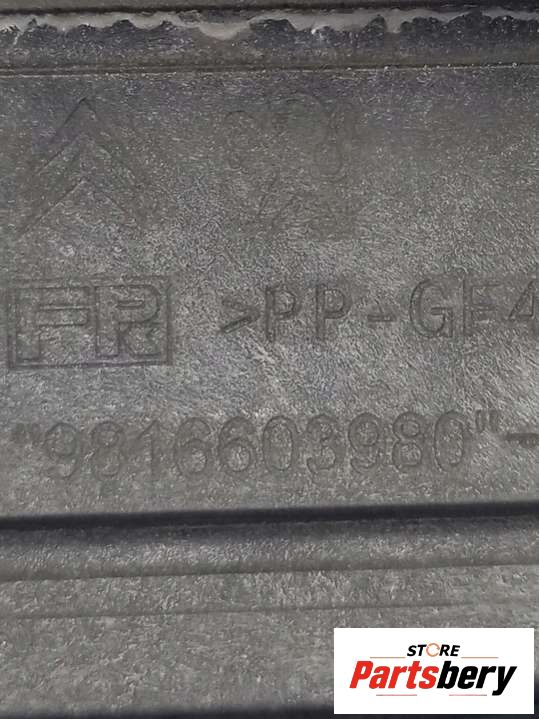 FR >PP-GF4
"9816603980"-
STORE
Partsbery